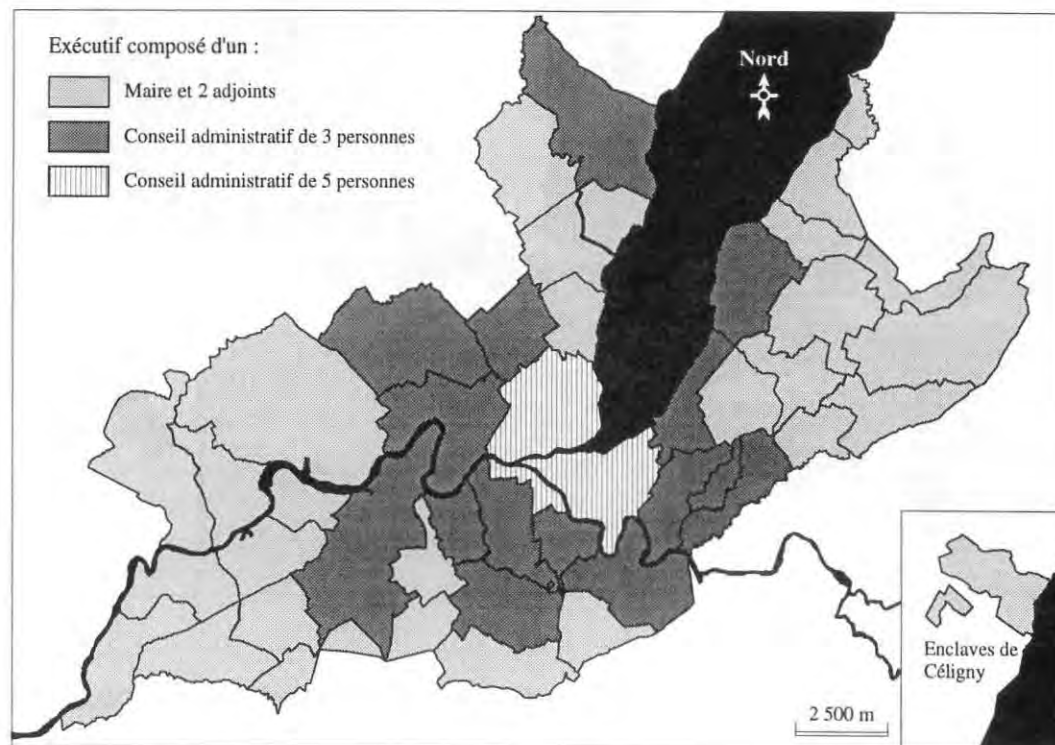 Exécutif composé d'un :
Maire et 2 adjoints
Conseil administratif de 3 personnes
Conseil administratif de 5 personnes
Nord
Enclaves de
Céligny
2 500 m